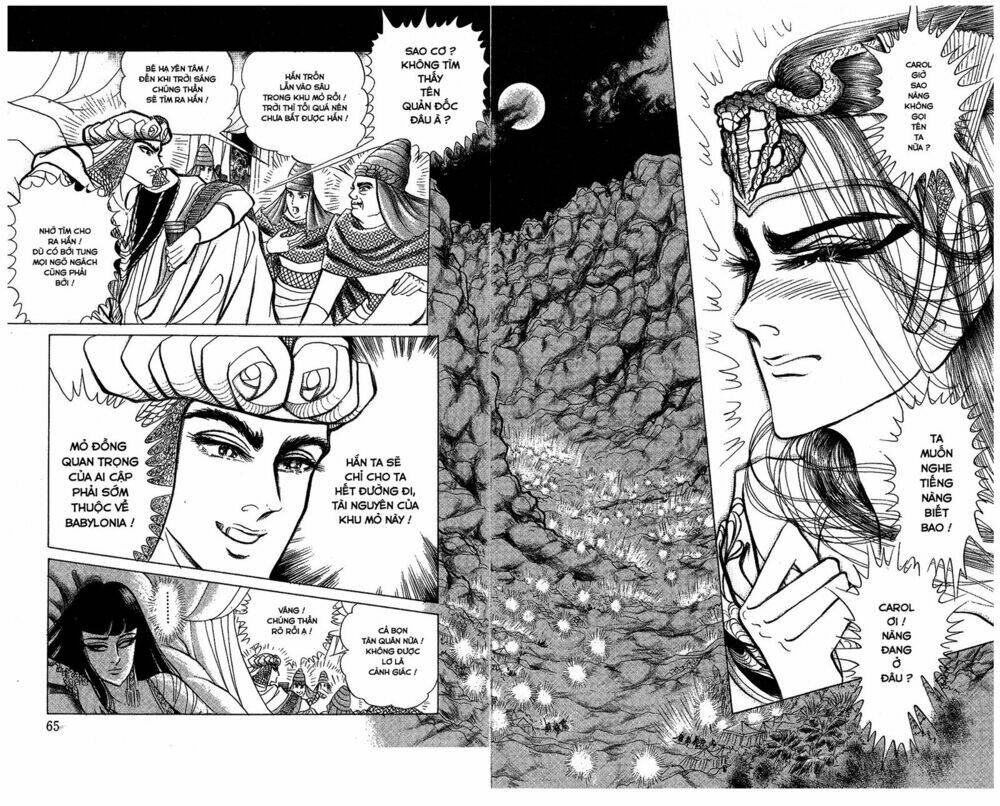 CAROL
GIỜ
SAO
NÀNG
KHÔNG
GỌI
TÊN
TA
NỮA ?
TA
MUỐN
NGHE
TIẾNG
NÀNG
BIẾT
BAO !
CAROL
ƠI !
NÀNG
ĐANG
Ở
ĐÂU ?
SAO CƠ ?
KHÔNG TÌM
THẤY
TÊN
QUẢN ĐỐC
ĐÂU À ?
HẮN TRỐN
LẨN VÀO SÂU
TRONG KHU MỎ RỒI !
TRỜI THÌ TỐI QUÁ NÊN
CHƯA BẮT ĐƯỢC HẮN !
BỆ HẠ YÊN TÂM !
ĐẾN KHI TRỜI SÁNG
CHÚNG THẦN
SẼ TÌM RA HẮN !
NHỚ TÌM CHO
RA HẮN !
DÙ CÓ BỚI TUNG
MỌI NGÕ NGÁCH
CŨNG PHẢI
BỚI !
HẮN TA SẼ
CHỈ CHO TA
HẾT ĐƯỜNG ĐI,
TÀI NGUYÊN CỦA
KHU MỎ NÀY !
MỎ ĐỒNG
QUAN TRỌNG
CỦA AI CẬP
PHẢI SỚM
THUỘC VỀ
BABYLONIA !
CẢ BỌN
TÀN QUÂN NỮA !
KHÔNG ĐƯỢC
LƠ LÀ
CẢNH GIÁC !
VÂNG !
CHÚNG THẦN
RÕ RỒI Ạ !
65